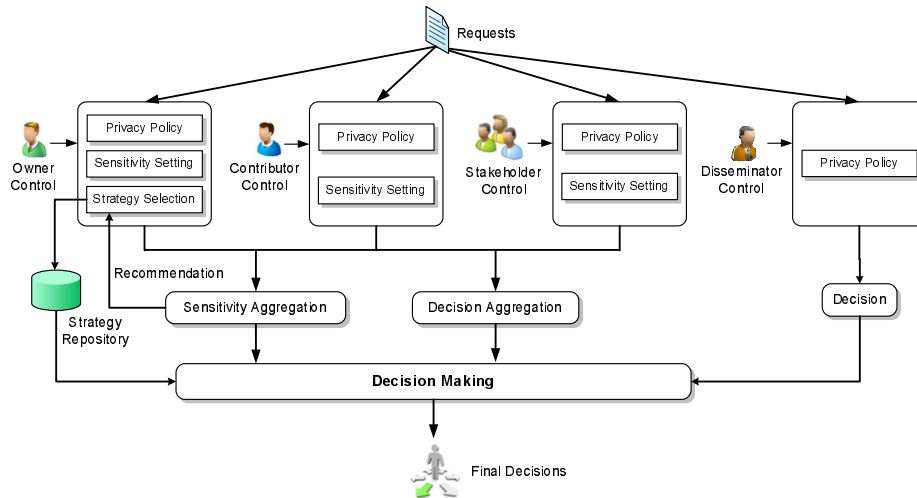 Requests
Owner
Control
Privacy Policy
Sensitivity Setting
Strategy Selection
Contributor
Control
Privacy Policy
Sensitivity Setting
Stakeholder
Control
Privacy Policy
Sensitivity Setting
Disseminator
Control
Privacy Policy
Recommendation
Strategy
Repository
Sensitivity Aggregation
Decision Aggregation
Decision
Decision Making
Final Decisions